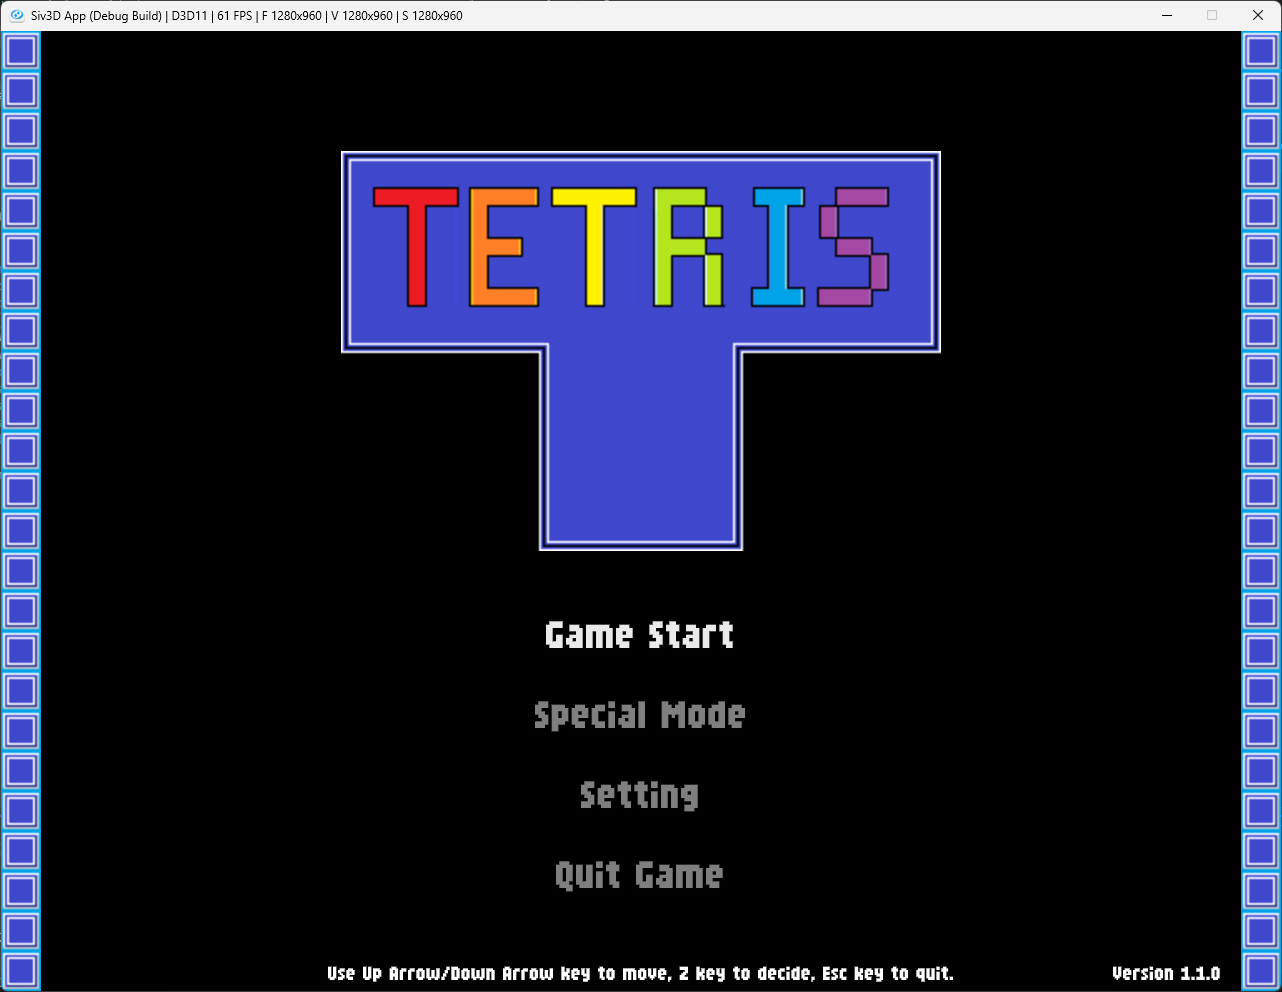 Siv3D App (Debug Build) | D3D11 | 61 FPS | F 1280x960 | V 1280x960 | S 1280x960
TETRIS
Game Start
Special Mode
Setting
Quit Game
Use Up Arrow/Down Arrow key to move, Z key to decide, Esc key to quit.
Version 1.1.0